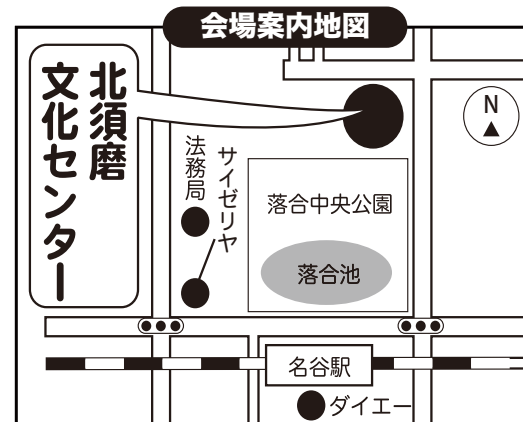 会場案内地図
北須磨
文化センター
N
法務局
サイゼリヤ
落合中央公園
落合池
名谷駅
ダイエー